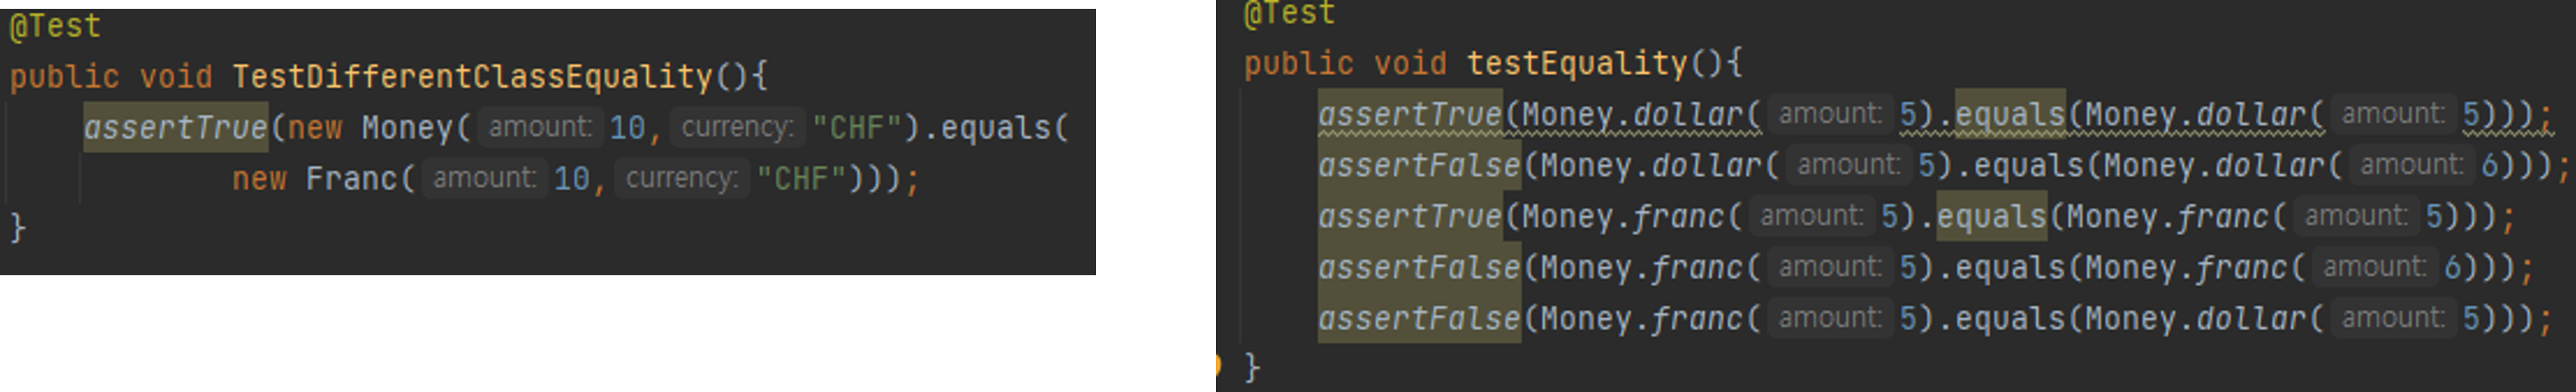 @Test
public void TestDifferentClassEquality(){
assertTrue(new Money( amount: 10, currency: "CHF").equals(
new Franc( amount: 10, currency: "CHF")));
}
@Test
public void testEquality(){
assertTrue(Money.dollar( amount: 5).equals(Money.dollar( amount: 5)));
assertFalse(Money.dollar( amount: 5).equals(Money.dollar( amount: 6)));
assertTrue(Money.franc( amount: 5).equals(Money.franc( amount: 5)));
assertFalse(Money.franc( amount: 5).equals(Money.franc( amount: 6)));
assertFalse(Money.franc( amount: 5).equals(Money.dollar( amount: 5)));
}